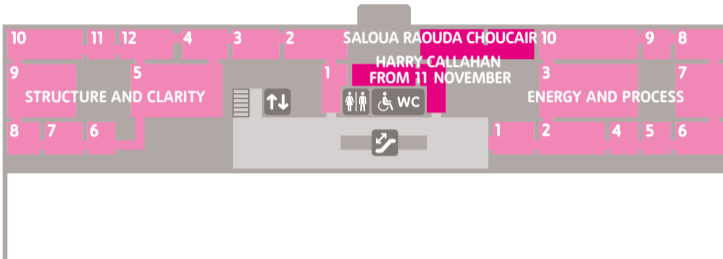 10 11 12 4 3 2 SALOUA RAOUDA CHOUCAIR 10 9 8
HARRY CALLAHAN
FROM 11 NOVEMBER
9 5 1 3 7
STRUCTURE AND CLARITY ENERGY AND PROCESS
WC
8 7 6 1 2 4 5 6